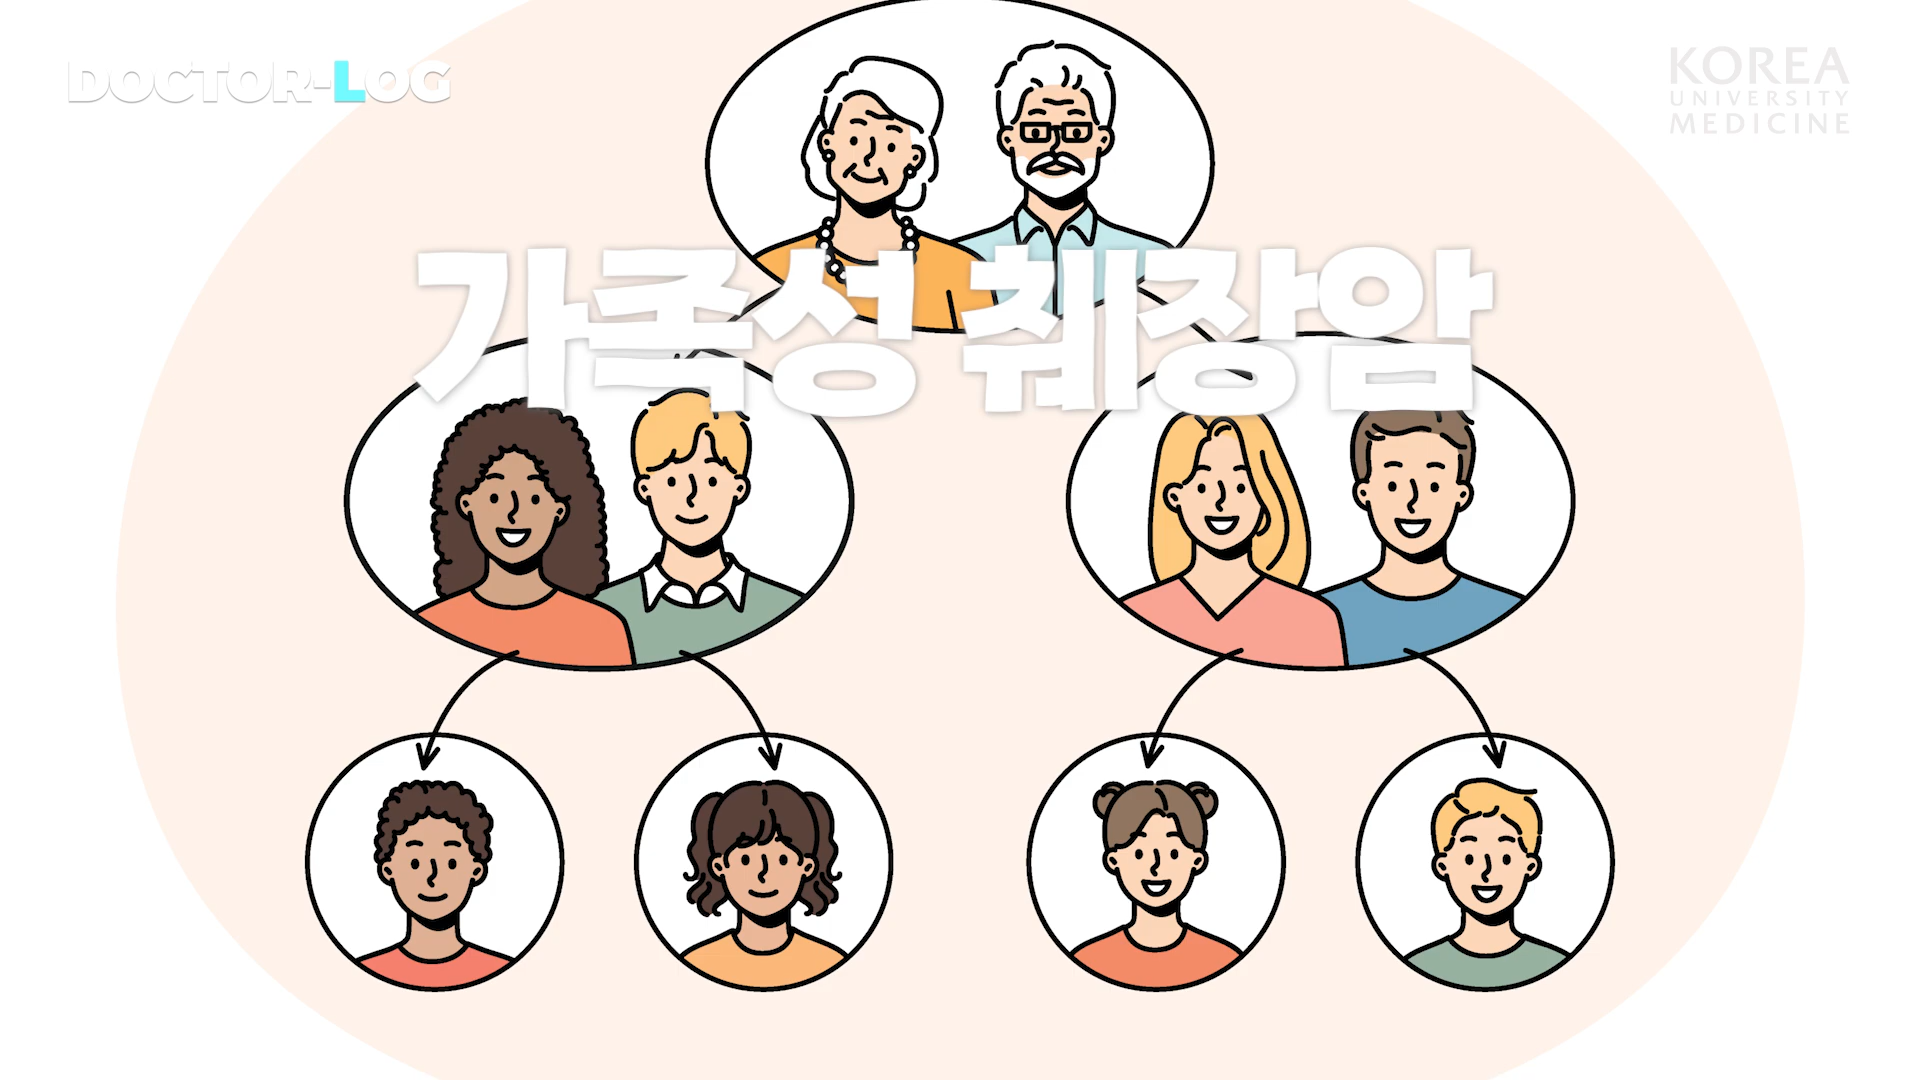 DOCTOR-LOG
KOREA
UNIVERSITY
MEDICINE
가족성 췌장암